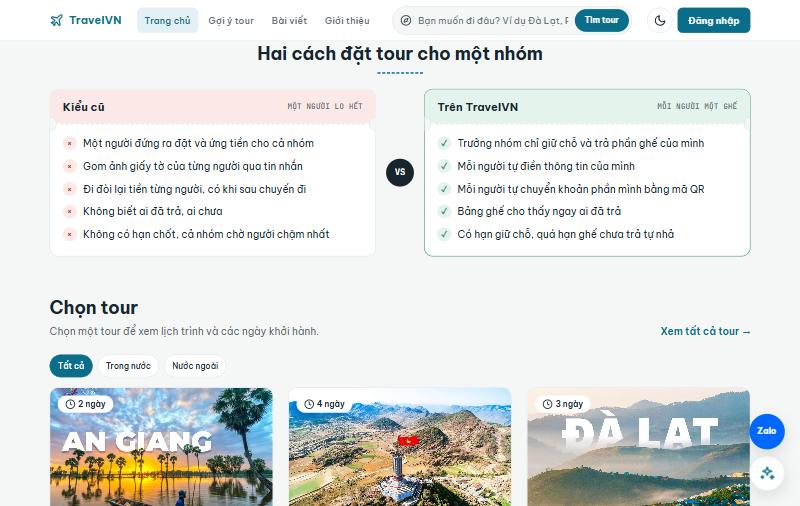 TravelVN
Trang chủ
Gợi ý tour
Bài viết
Giới thiệu
Bạn muốn đi đâu? Ví dụ Đà Lạt, F
Tìm tour
Đăng nhập
Hai cách đặt tour cho một nhóm
Kiểu cũ
MỘT NGƯỜI LO HẾT
Một người đứng ra đặt và ứng tiền cho cả nhóm
Gom ảnh giấy tờ của từng người qua tin nhắn
Đi đòi lại tiền từng người, có khi sau chuyến đi
Không biết ai đã trả, ai chưa
Không có hạn chốt, cả nhóm chờ người chậm nhất
VS
Trên TravelVN
MỖI NGƯỜI MỘT GHẾ
Trưởng nhóm chỉ giữ chỗ và trả phần ghế của mình
Mỗi người tự điền thông tin của mình
Mỗi người tự chuyển khoản phần mình bằng mã QR
Bảng ghế cho thấy ngay ai đã trả
Có hạn giữ chỗ, quá hạn ghế chưa trả tự nhả
Chọn tour
Chọn một tour để xem lịch trình và các ngày khởi hành.
Xem tất cả tour →
Tất cả
Trong nước
Nước ngoài
2 ngày
AN GIANG
4 ngày
3 ngày
ĐÀ LẠT
Zalo